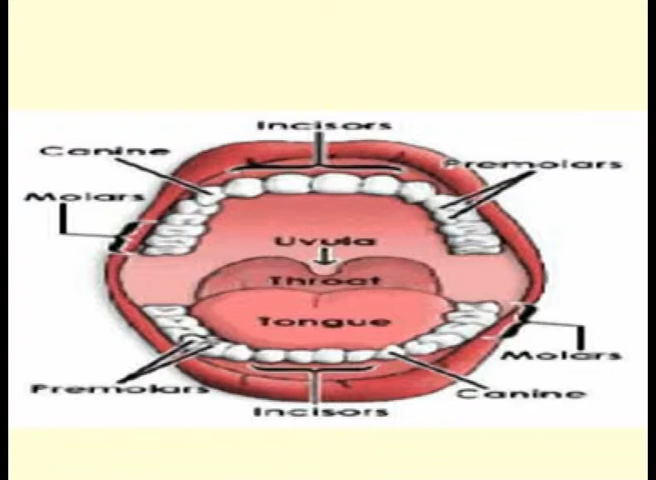 Incisors
Canine
Premolars
Molars
Uvula
Throat
Tongue
Molars
Premolars
Canine
Incisors